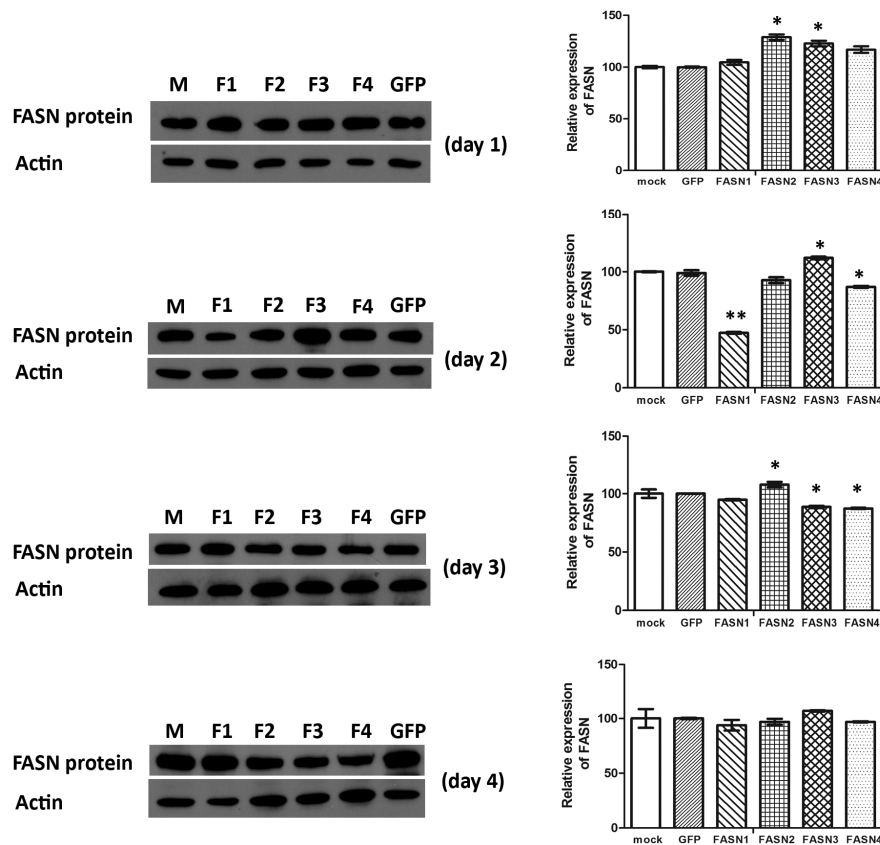 M F1 F2 F3 F4 GFP
FASN protein
Actin
(day 1)
Relative expression
of FASN
150
100
50
0
* *
mock GFP FASN1 FASN2 FASN3 FASN4
M F1 F2 F3 F4 GFP
FASN protein
Actin
(day 2)
Relative expression
of FASN
150
100
50
0
** * *
mock GFP FASN1 FASN2 FASN3 FASN4
M F1 F2 F3 F4 GFP
FASN protein
Actin
(day 3)
Relative expression
of FASN
150
100
50
0
* * *
mock GFP FASN1 FASN2 FASN3 FASN4
M F1 F2 F3 F4 GFP
FASN protein
Actin
(day 4)
Relative expression
of FASN
150
100
50
0
mock GFP FASN1 FASN2 FASN3 FASN4